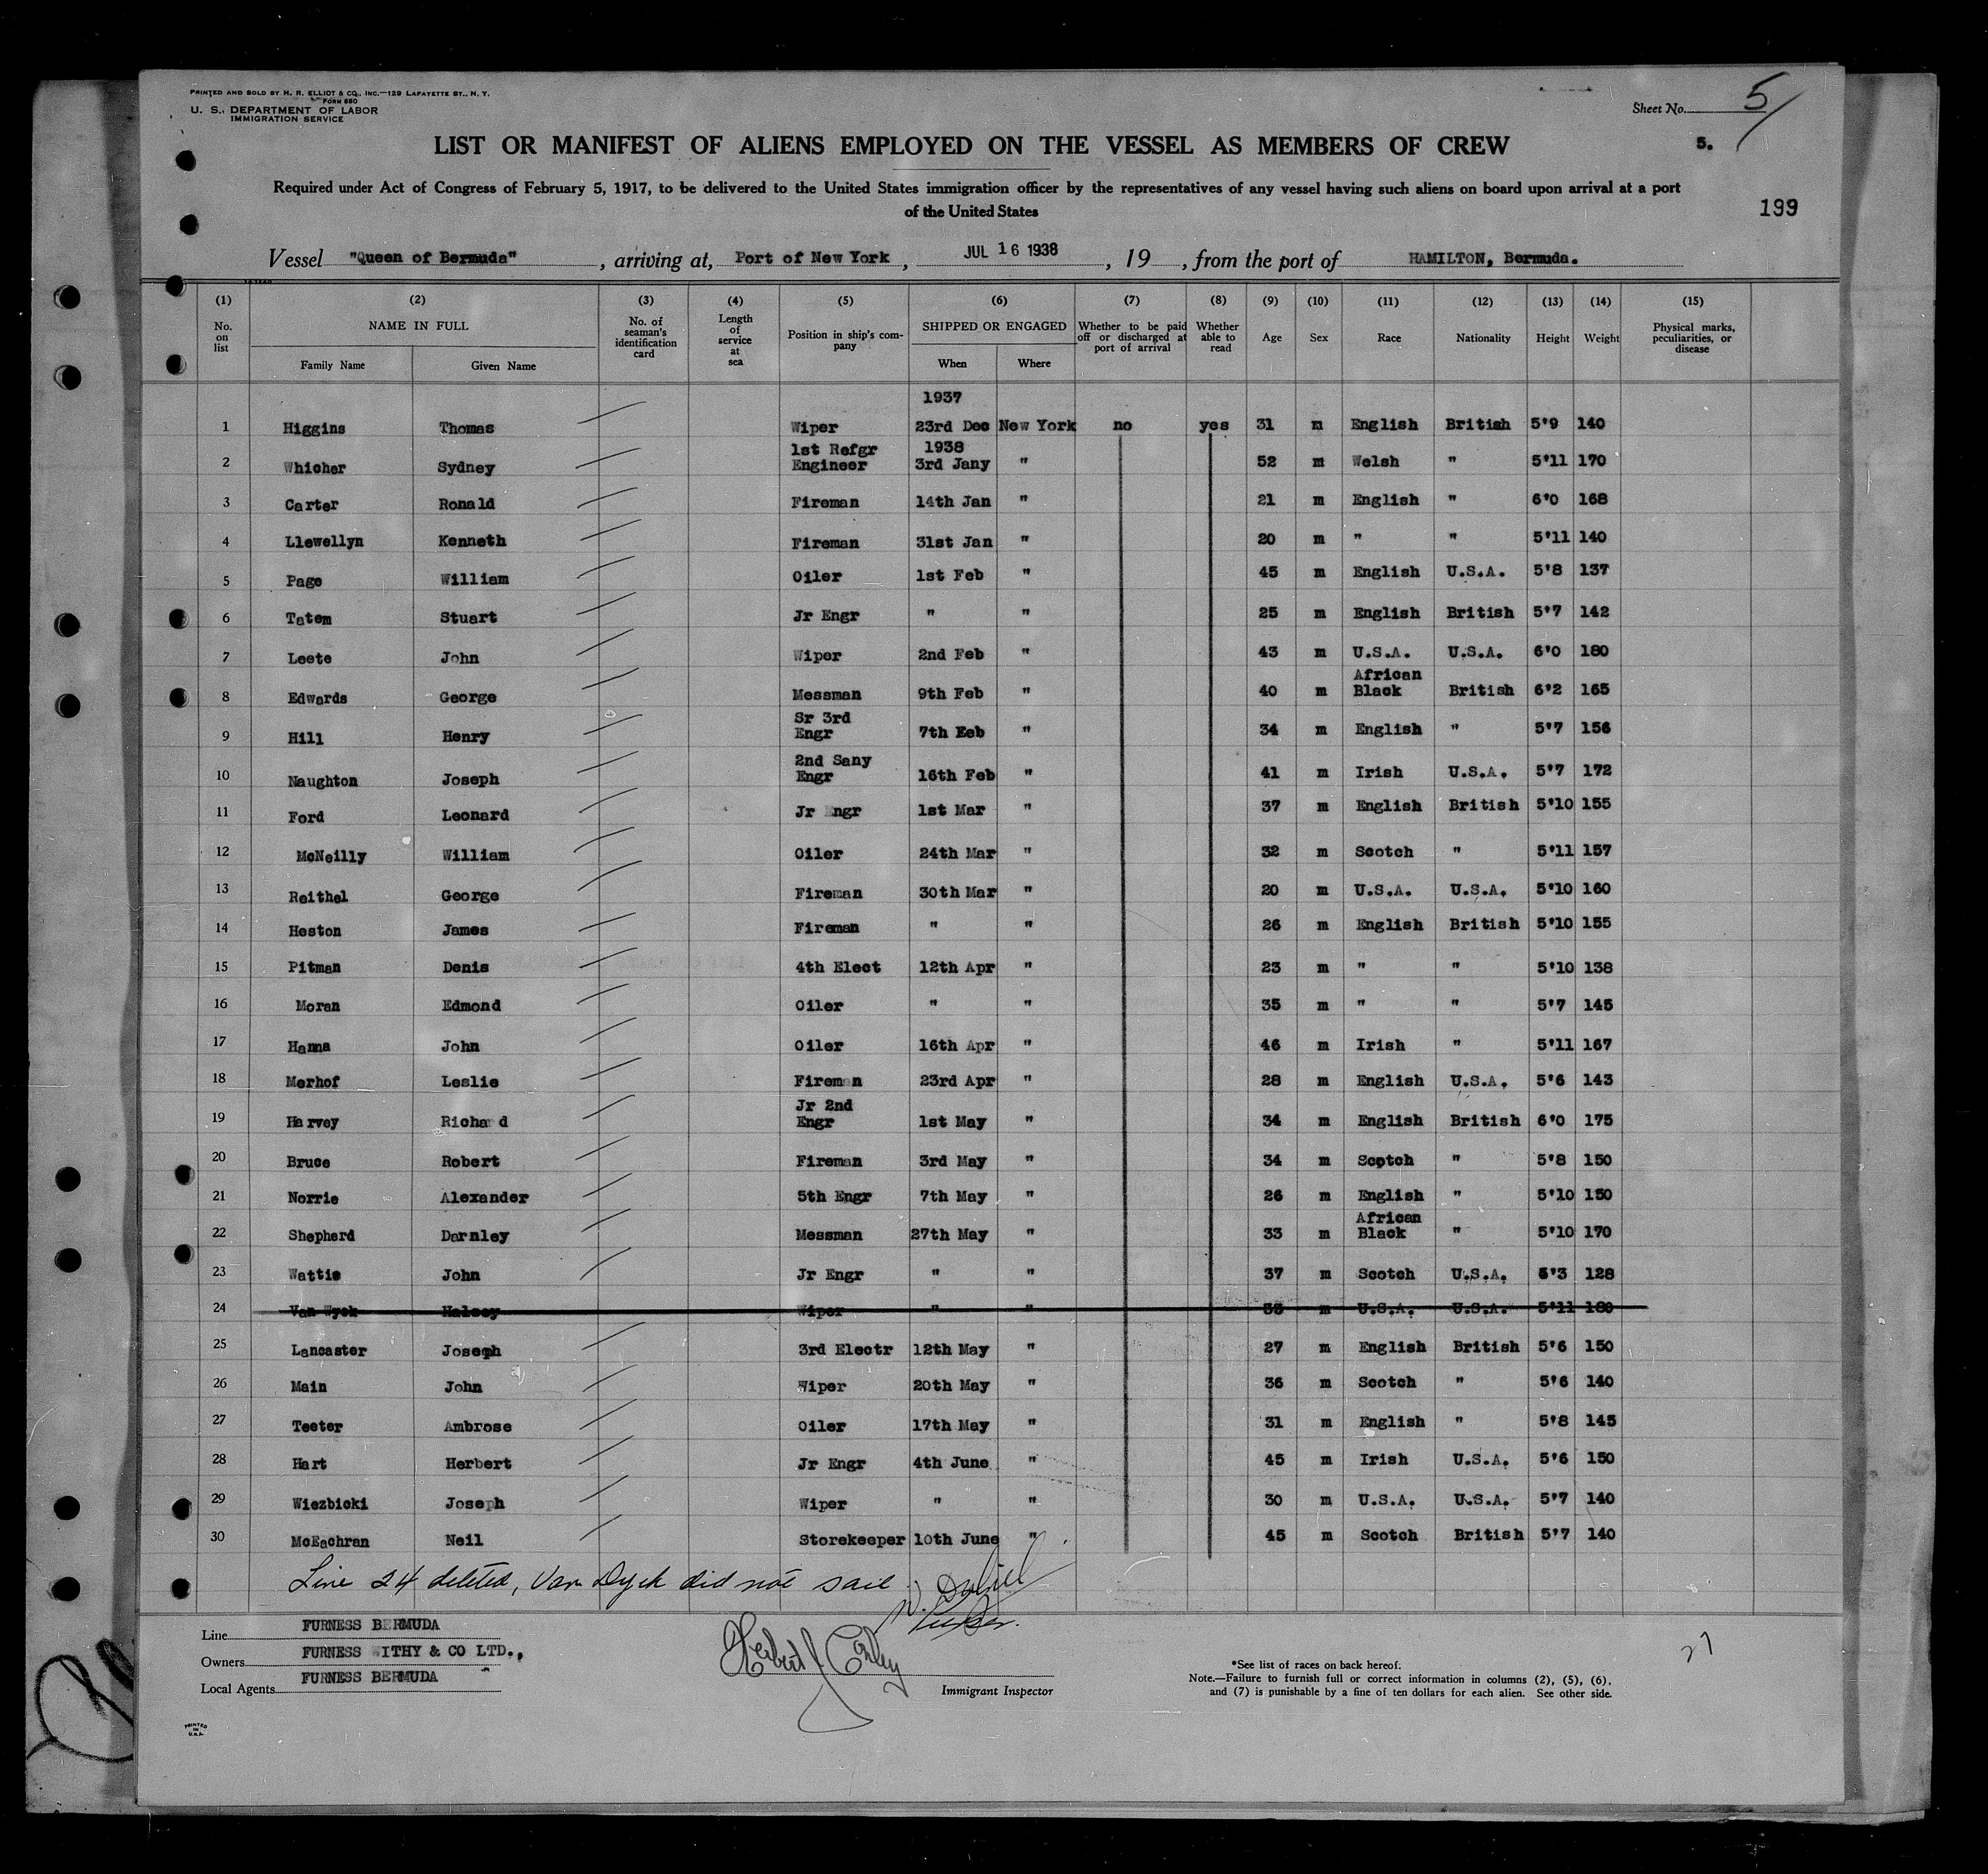 PRINTED AND SOLD BY H. R. ELLIOT & CO., INC.—129 LAFAYETTE ST., N. Y.
FORM 680
U. S. DEPARTMENT OF LABOR
IMMIGRATION SERVICE
Sheet No. 5
5.
LIST OR MANIFEST OF ALIENS EMPLOYED ON THE VESSEL AS MEMBERS OF CREW
Required under Act of Congress of February 5, 1917, to be delivered to the United States immigration officer by the representatives of any vessel having such aliens on board upon arrival at a port
of the United States
199
Vessel "Queen of Bermuda", arriving at, Port of New York, JUL 16 1938, 19 , from the port of HAMILTON, Bermuda.
(1) (2) (3) (4) (5) (6) (7) (8) (9) (10) (11) (12) (13) (14) (15)
No. on list NAME IN FULL Family Name Given Name No. of seaman's identification card Length of service at sea Position in ship's company SHIPPED OR ENGAGED When Where Whether to be paid off or discharged at port of arrival Whether able to read Age Sex Race Nationality Height Weight Physical marks, peculiarities, or disease
1937
1 Higgins Thomas Wiper 23rd Dec New York no yes 31 m English British 5'9 140
1938
2 Whicher Sydney 1st Refgr Engineer 3rd Jany " 52 m Welsh " 5'11 170
3 Carter Ronald Fireman 14th Jan " 21 m English " 6'0 168
4 Llewellyn Kenneth Fireman 31st Jan " 20 m " " 5'11 140
5 Page William Oiler 1st Feb " 45 m English U.S.A. 5'8 137
6 Tatem Stuart Jr Engr " " 25 m English British 5'7 142
7 Leete John Wiper 2nd Feb " 43 m U.S.A. U.S.A. 6'0 180
8 Edwards George Messman 9th Feb " 40 m African Black British 6'2 165
9 Hill Henry Sr 3rd Engr 7th Eeb " 34 m English " 5'7 156
10 Naughton Joseph 2nd Sany Engr 16th Feb " 41 m Irish U.S.A. 5'7 172
11 Ford Leonard Jr Engr 1st Mar " 37 m English British 5'10 155
12 McNeilly William Oiler 24th Mar " 32 m Scotch " 5'11 157
13 Reithel George Fireman 30th Mar " 20 m U.S.A. U.S.A. 5'10 160
14 Heston James Fireman " " 26 m English British 5'10 155
15 Pitman Denis 4th Elect 12th Apr " 23 m " " 5'10 138
16 Moran Edmond Oiler " " 35 m " " 5'7 145
17 Hanna John Oiler 16th Apr " 46 m Irish " 5'11 167
18 Merhof Leslie Fireman 23rd Apr " 28 m English U.S.A. 5'6 143
19 Harvey Richard Jr 2nd Engr 1st May " 34 m English British 6'0 175
20 Bruce Robert Fireman 3rd May " 34 m Scotch " 5'8 150
21 Norrie Alexander 5th Engr 7th May " 26 m English " 5'10 150
22 Shepherd Darnley Messman 27th May " 33 m African Black " 5'10 170
23 Wattie John Jr Engr " " 37 m Scotch U.S.A. 5'3 128
24 Van Wyck Halsey Wiper " " m U.S.A. U.S.A. 5'11 180
25 Lancaster Joseph 3rd Electr 12th May " 27 m English British 5'6 150
26 Main John Wiper 20th May " 36 m Scotch " 5'6 140
27 Teeter Ambrose Oiler 17th May " 31 m English " 5'8 145
28 Hart Herbert Jr Engr 4th June " 45 m Irish U.S.A. 5'6 150
29 Wiezbicki Joseph Wiper " " 30 m U.S.A. U.S.A. 5'7 140
30 McEachran Neil Storekeeper 10th June " 45 m Scotch British 5'7 140
Line 24 deleted, Van Dyck did not sail
Purser.
Line FURNESS BERMUDA
Owners FURNESS WITHY & CO LTD.,
Local Agents FURNESS BERMUDA
Immigrant Inspector
*See list of races on back hereof.
Note.—Failure to furnish full or correct information in columns (2), (5), (6),
and (7) is punishable by a fine of ten dollars for each alien. See other side.
27
PRINTED IN U.S.A.